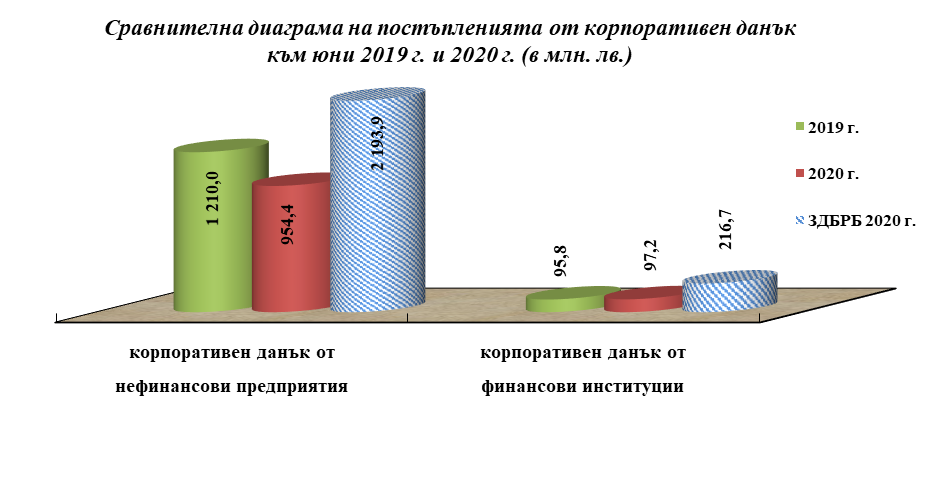 Сравнителна диаграма на постъпленията от корпоративен данък
към юни 2019 г. и 2020 г. (в млн. лв.)
1 210,0
954,4
2 193,9
95,8
97,2
216,7
2019 г.
2020 г.
ЗДБРБ 2020 г.
корпоративен данък от
нефинансови предприятия
корпоративен данък от
финансови институции